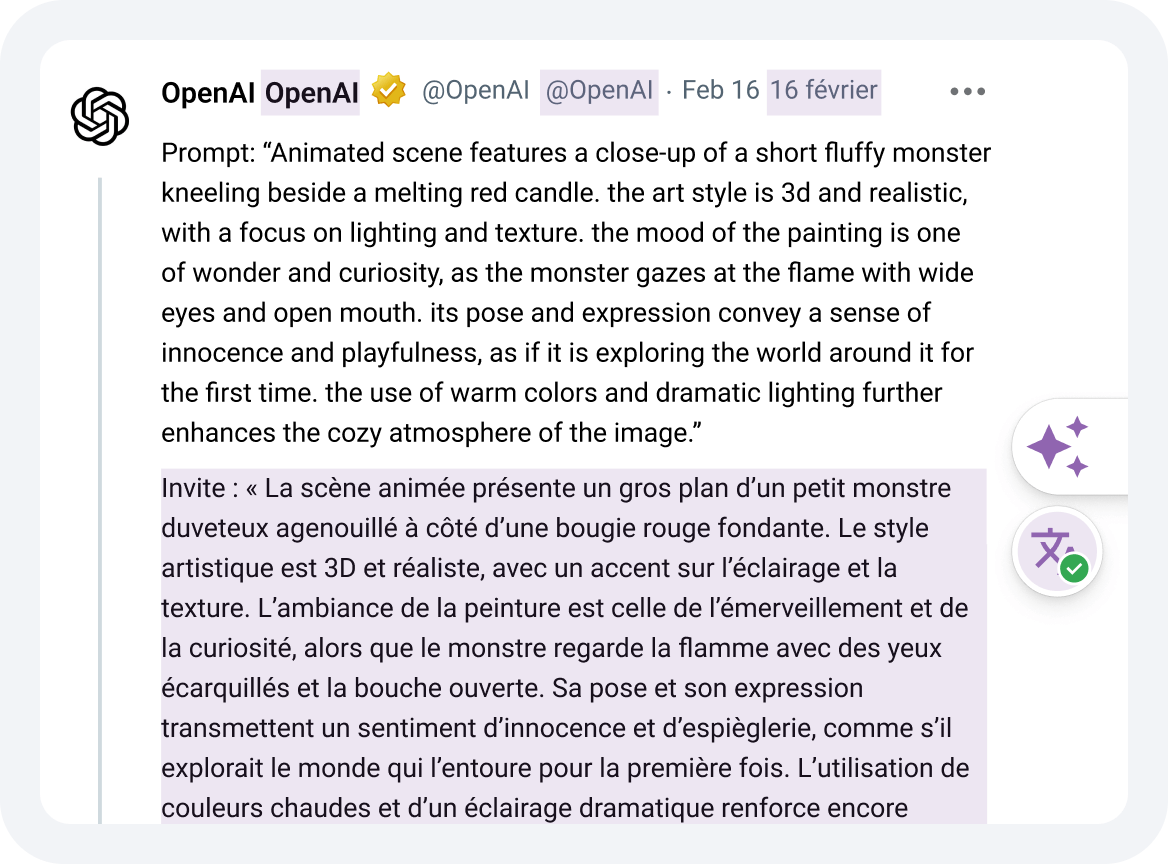 OpenAI OpenAI @OpenAI @OpenAI · Feb 16 16 février
Prompt: “Animated scene features a close-up of a short fluffy monster
kneeling beside a melting red candle. the art style is 3d and realistic,
with a focus on lighting and texture. the mood of the painting is one
of wonder and curiosity, as the monster gazes at the flame with wide
eyes and open mouth. its pose and expression convey a sense of
innocence and playfulness, as if it is exploring the world around it for
the first time. the use of warm colors and dramatic lighting further
enhances the cozy atmosphere of the image.”
Invite : « La scène animée présente un gros plan d’un petit monstre
duveteux agenouillé à côté d’une bougie rouge fondante. Le style
artistique est 3D et réaliste, avec un accent sur l’éclairage et la
texture. L’ambiance de la peinture est celle de l’émerveillement et de
la curiosité, alors que le monstre regarde la flamme avec des yeux
écarquillés et la bouche ouverte. Sa pose et son expression
transmettent un sentiment d’innocence et d’espièglerie, comme s’il
explorait le monde qui l’entoure pour la première fois. L’utilisation de
couleurs chaudes et d’un éclairage dramatique renforce encore